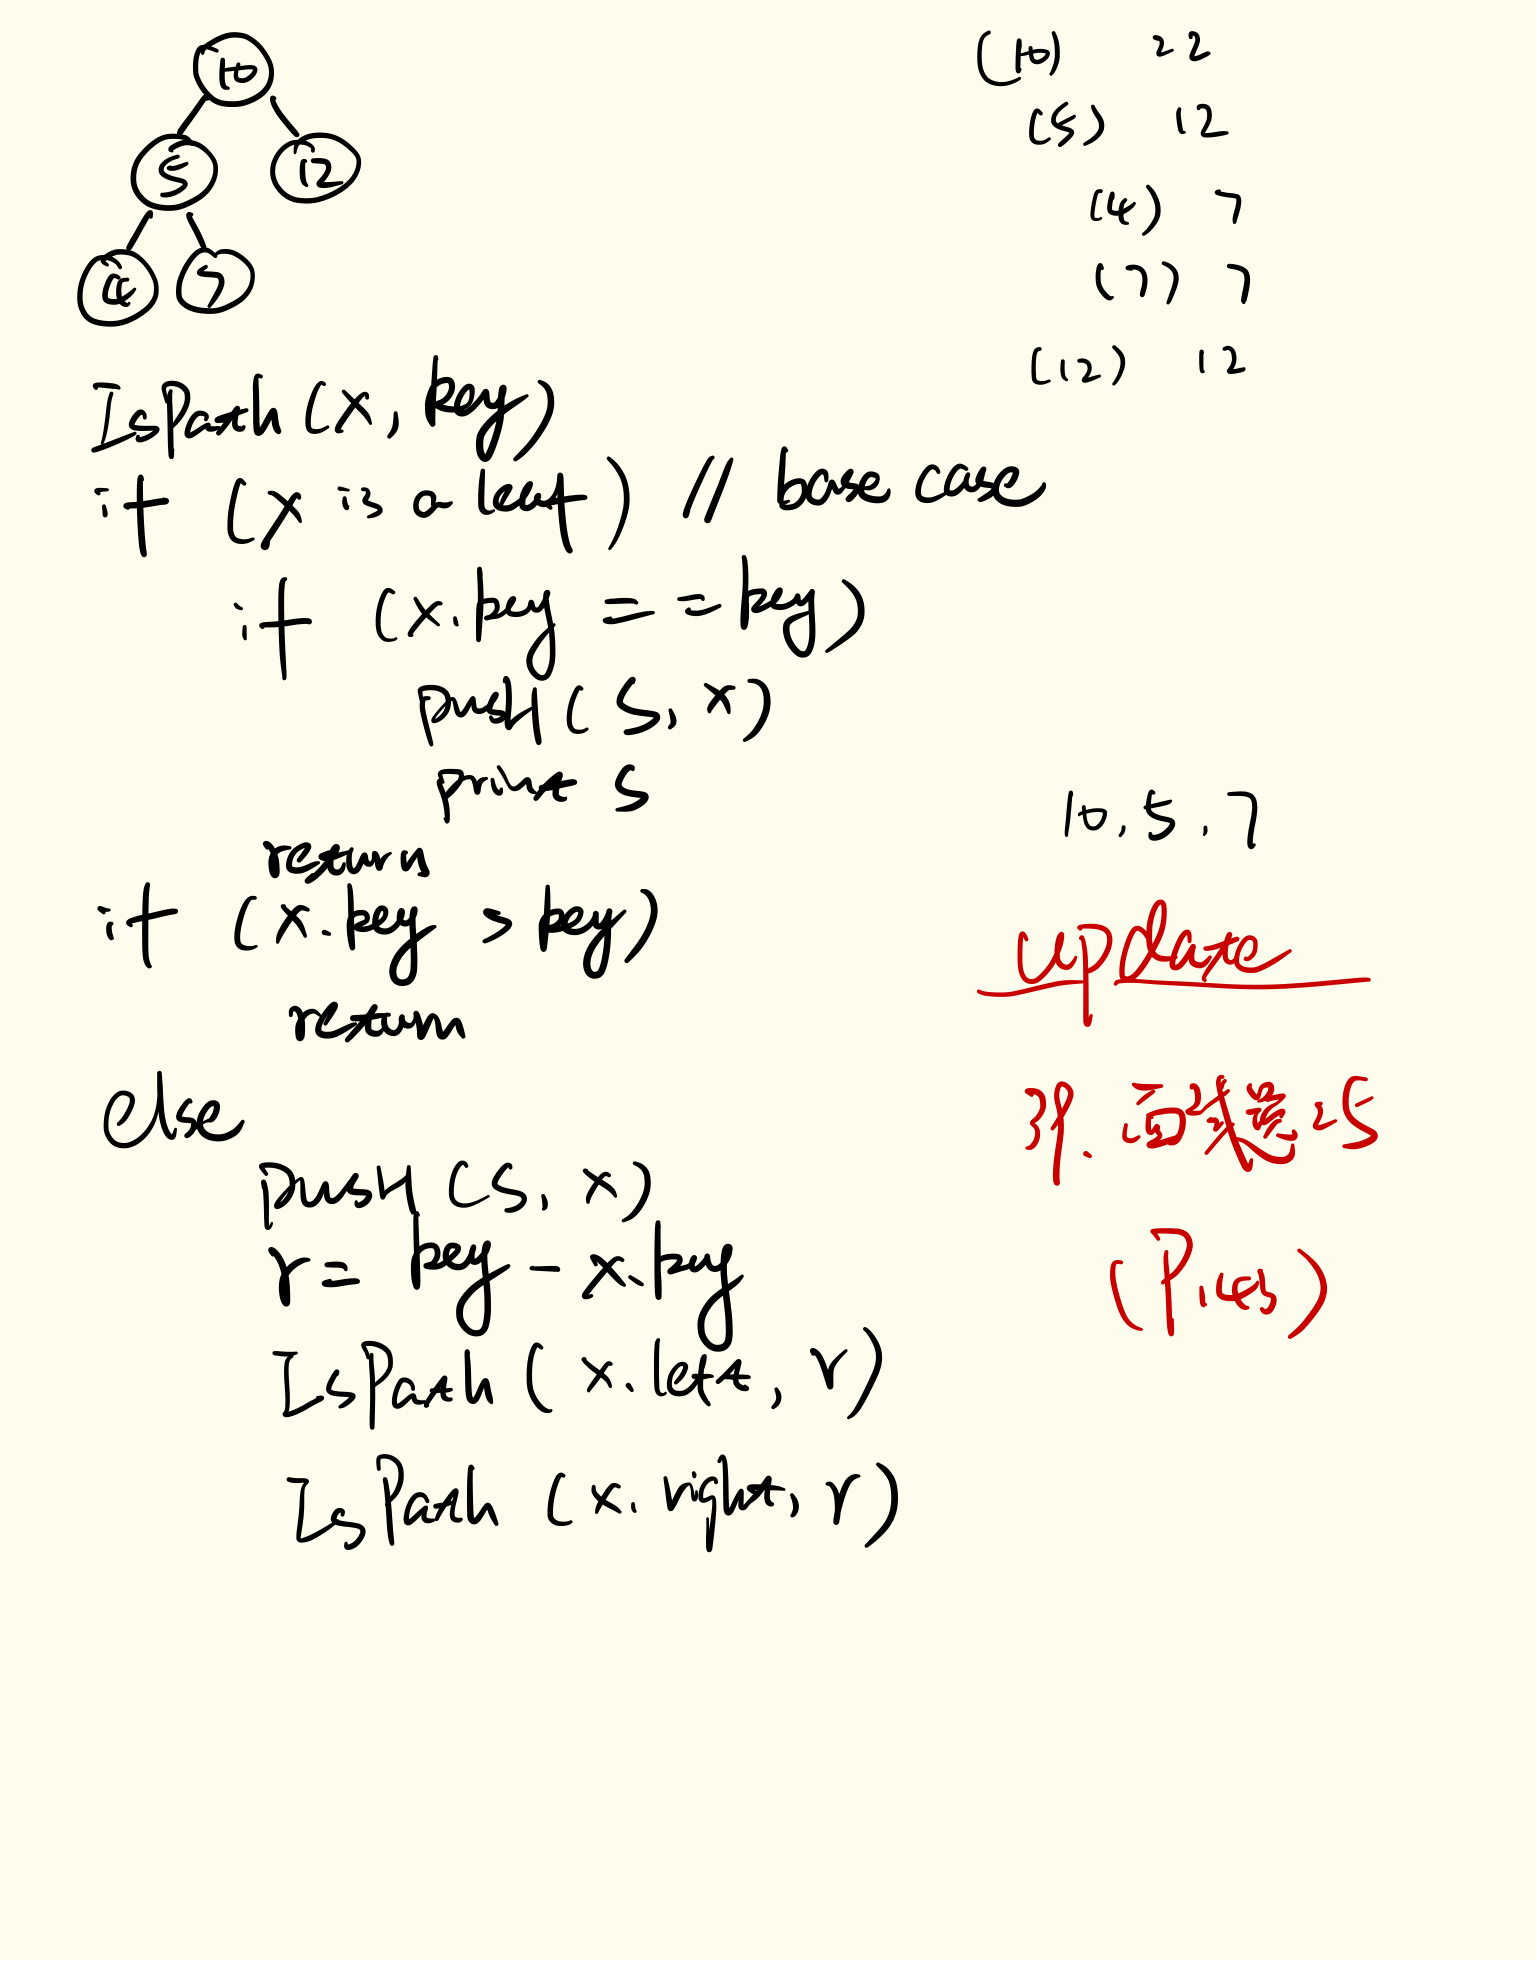 10
5 12
4 7
(10) 22
(5) 12
(4) 7
(7) 7
(12) 12
IsPath (x, key)
if (x is a leaf) // base case
if (x.key == key)
push (S, x)
print S
return
if (x.key > key)
return
else
push (S, x)
r = key - x.key
IsPath (x.left, r)
IsPath (x.right, r)
10, 5, 7
update
书. 面试题25
(P143)